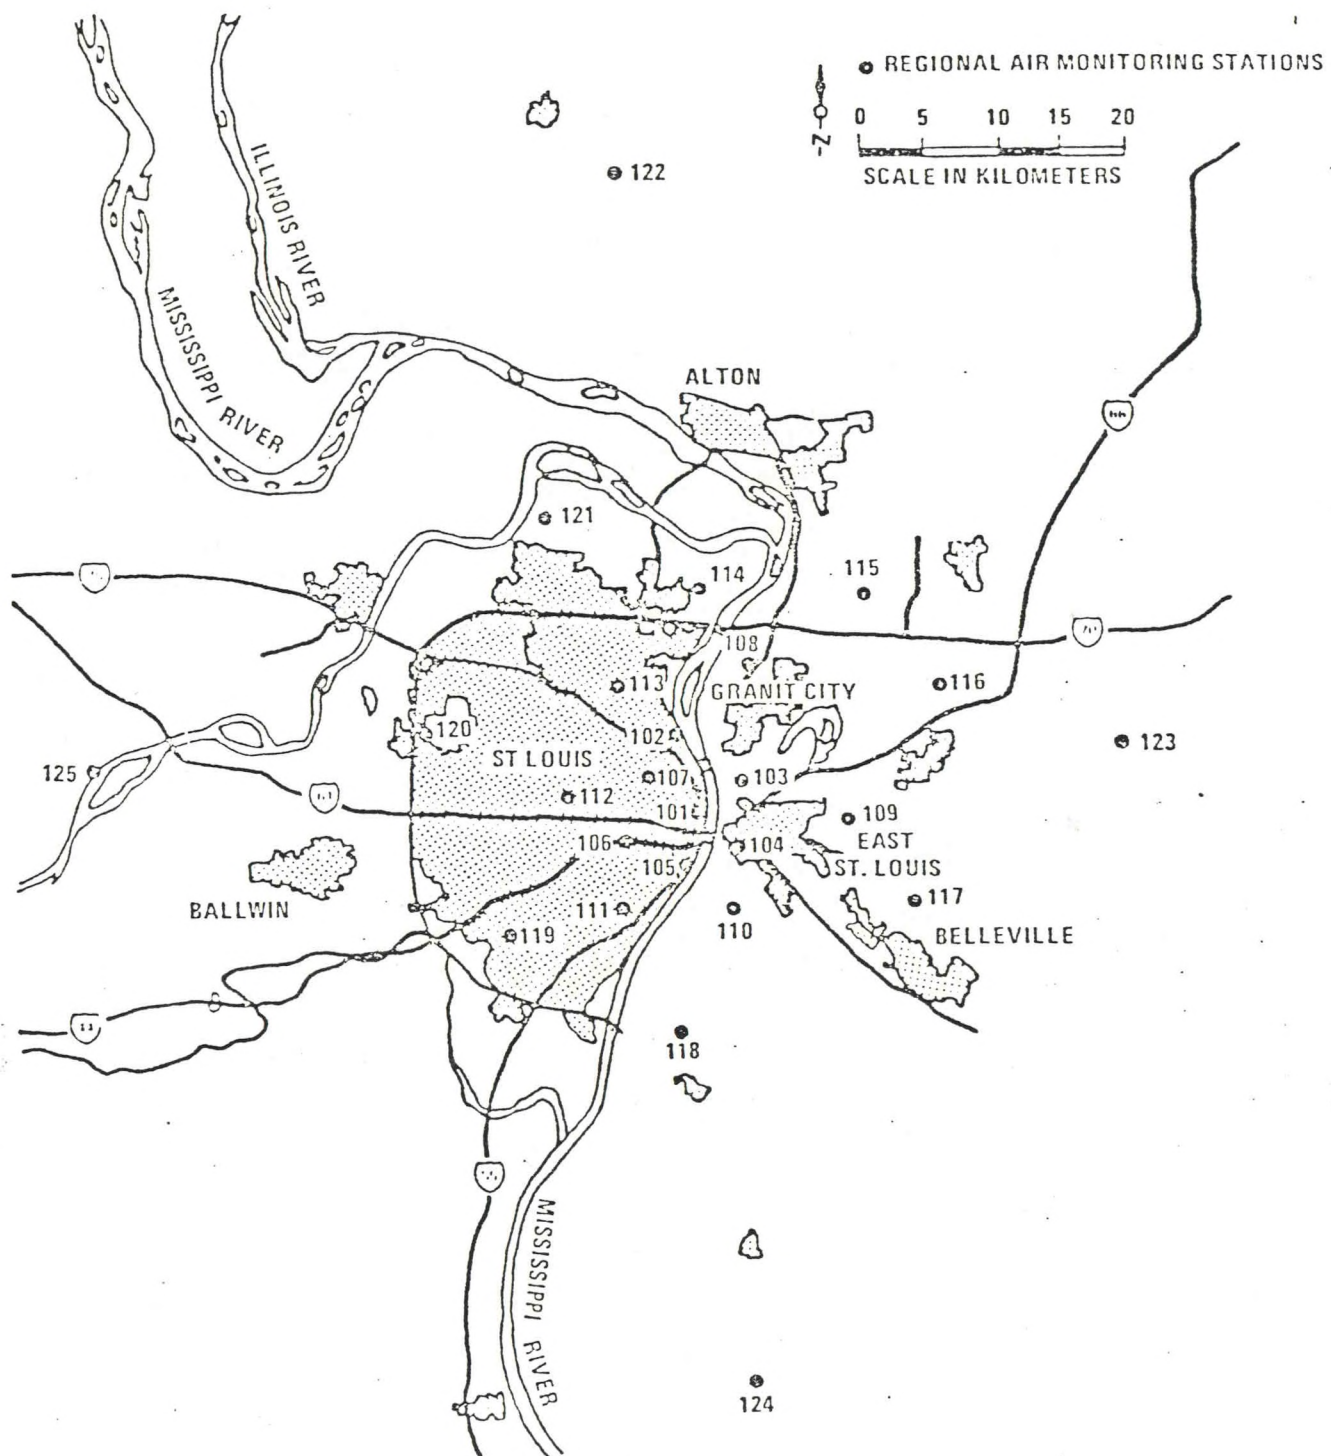 REGIONAL AIR MONITORING STATIONS
N
0 5 10 15 20
SCALE IN KILOMETERS
122
ILLINOIS RIVER
MISSISSIPPI RIVER
ALTON
121
114
115
70
108
113
GRANIT CITY
116
120
102
123
ST LOUIS
125
107
103
112
101
109
106
104
EAST
ST. LOUIS
105
BALLWIN
111
110
117
119
BELLEVILLE
118
MISSISSIPPI RIVER
124